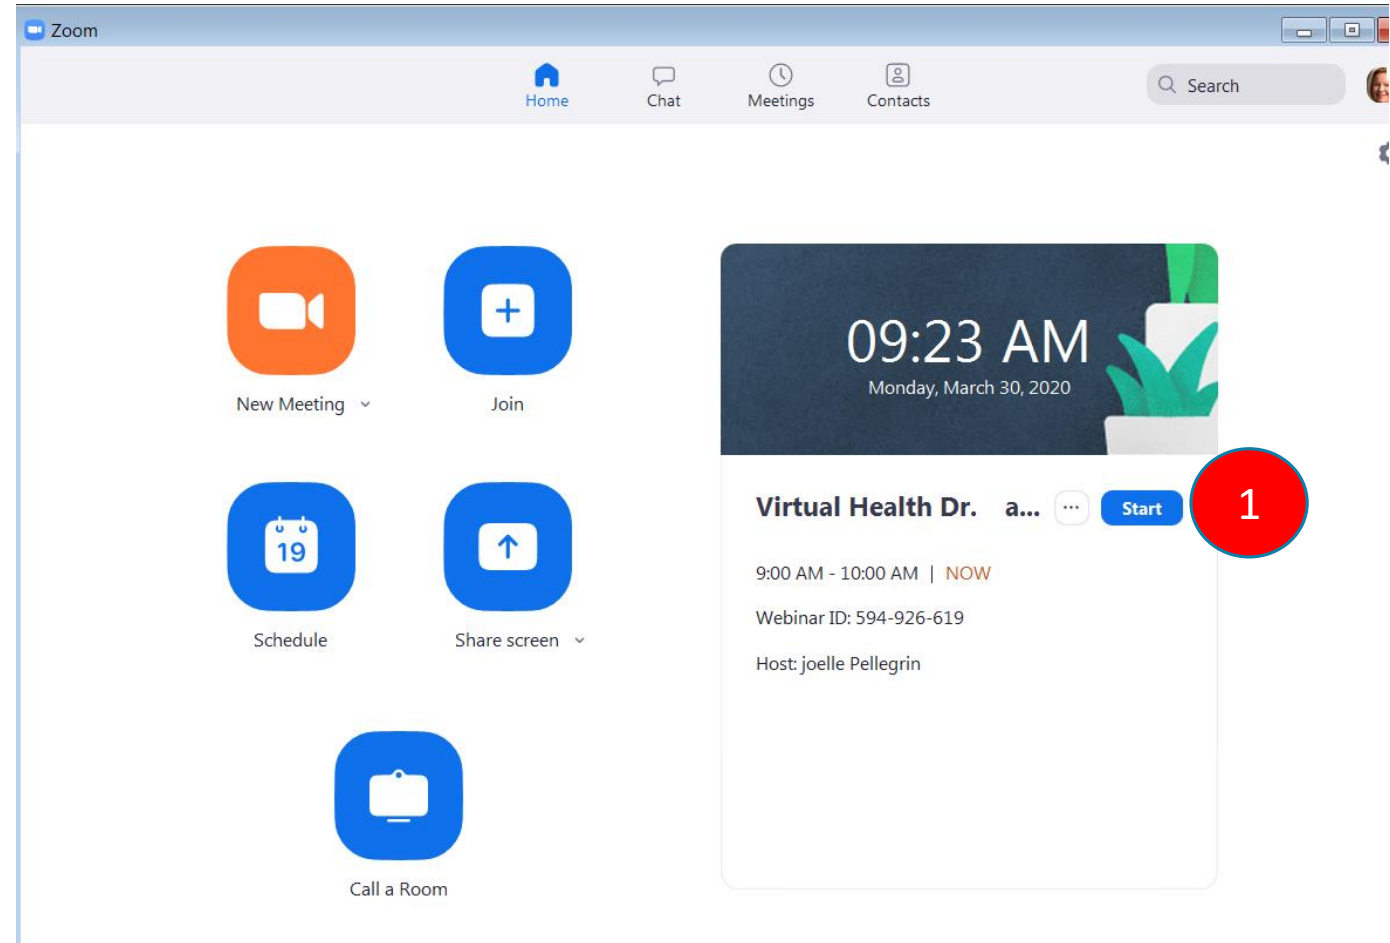 Zoom
Home Chat Meetings Contacts
Search
09:23 AM
Monday, March 30, 2020
New Meeting
Join
Virtual Health Dr. a... ... Start
1
19
Schedule
Share screen
9:00 AM - 10:00 AM | NOW
Webinar ID: 594-926-619
Host: joelle Pellegrin
Call a Room